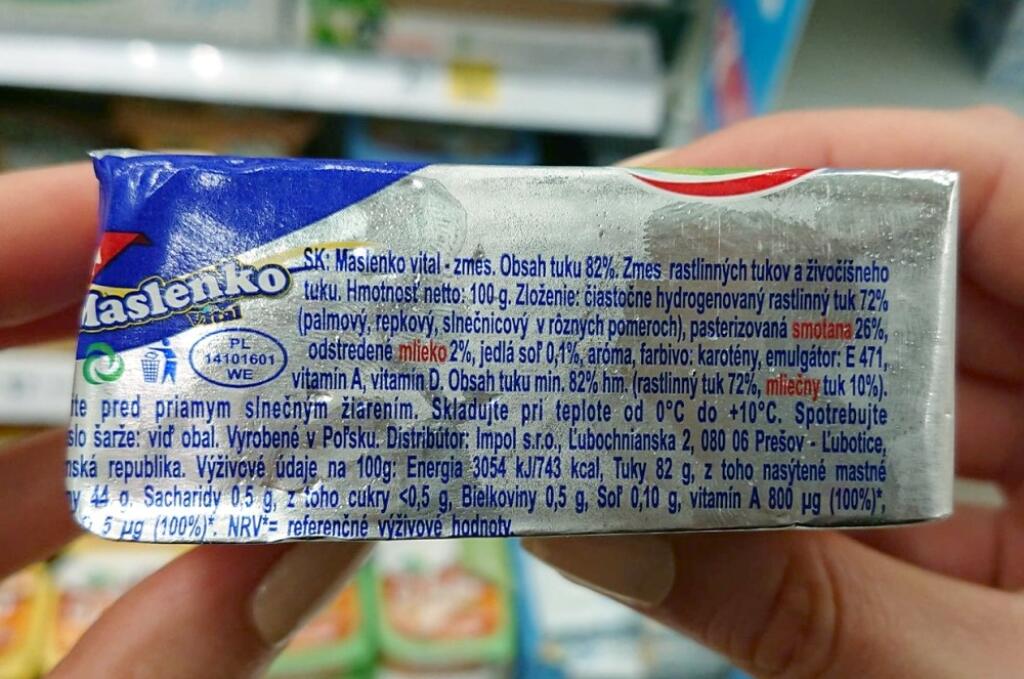 Maslenko
Vital
PL
14101601
WE
SK: Maslenko vital - zmes. Obsah tuku 82%. Zmes rastlinných tukov a živočíšneho
tuku. Hmotnosť netto: 100 g. Zloženie: čiastočne hydrogenovaný rastlinný tuk 72%
(palmový, repkový, slnečnicový v rôznych pomeroch), pasterizovaná smotana 26%,
odstredené mlieko 2%, jedlá soľ 0,1%, aróma, farbivo: karotény, emulgátor: E 471,
vitamín A, vitamín D. Obsah tuku min. 82% hm. (rastlinný tuk 72%, mliečny tuk 10%).
pred priamym slnečným žiarením. Skladujte pri teplote od 0°C do +10°C. Spotrebujte
šarže: viď obal. Vyrobené v Poľsku. Distribútor: Impol s.r.o., Ľubochnianska 2, 080 06 Prešov - Ľubotice,
republika. Výživové údaje na 100g: Energia 3054 kJ/743 kcal, Tuky 82 g, z toho nasýtené mastné
44 g, Sacharidy 0,5 g, z toho cukry <0,5 g, Bielkoviny 0,5 g, Soľ 0,10 g, vitamín A 800 µg (100%)*,
5 µg (100%)*. NRV*= referenčné výživové hodnoty